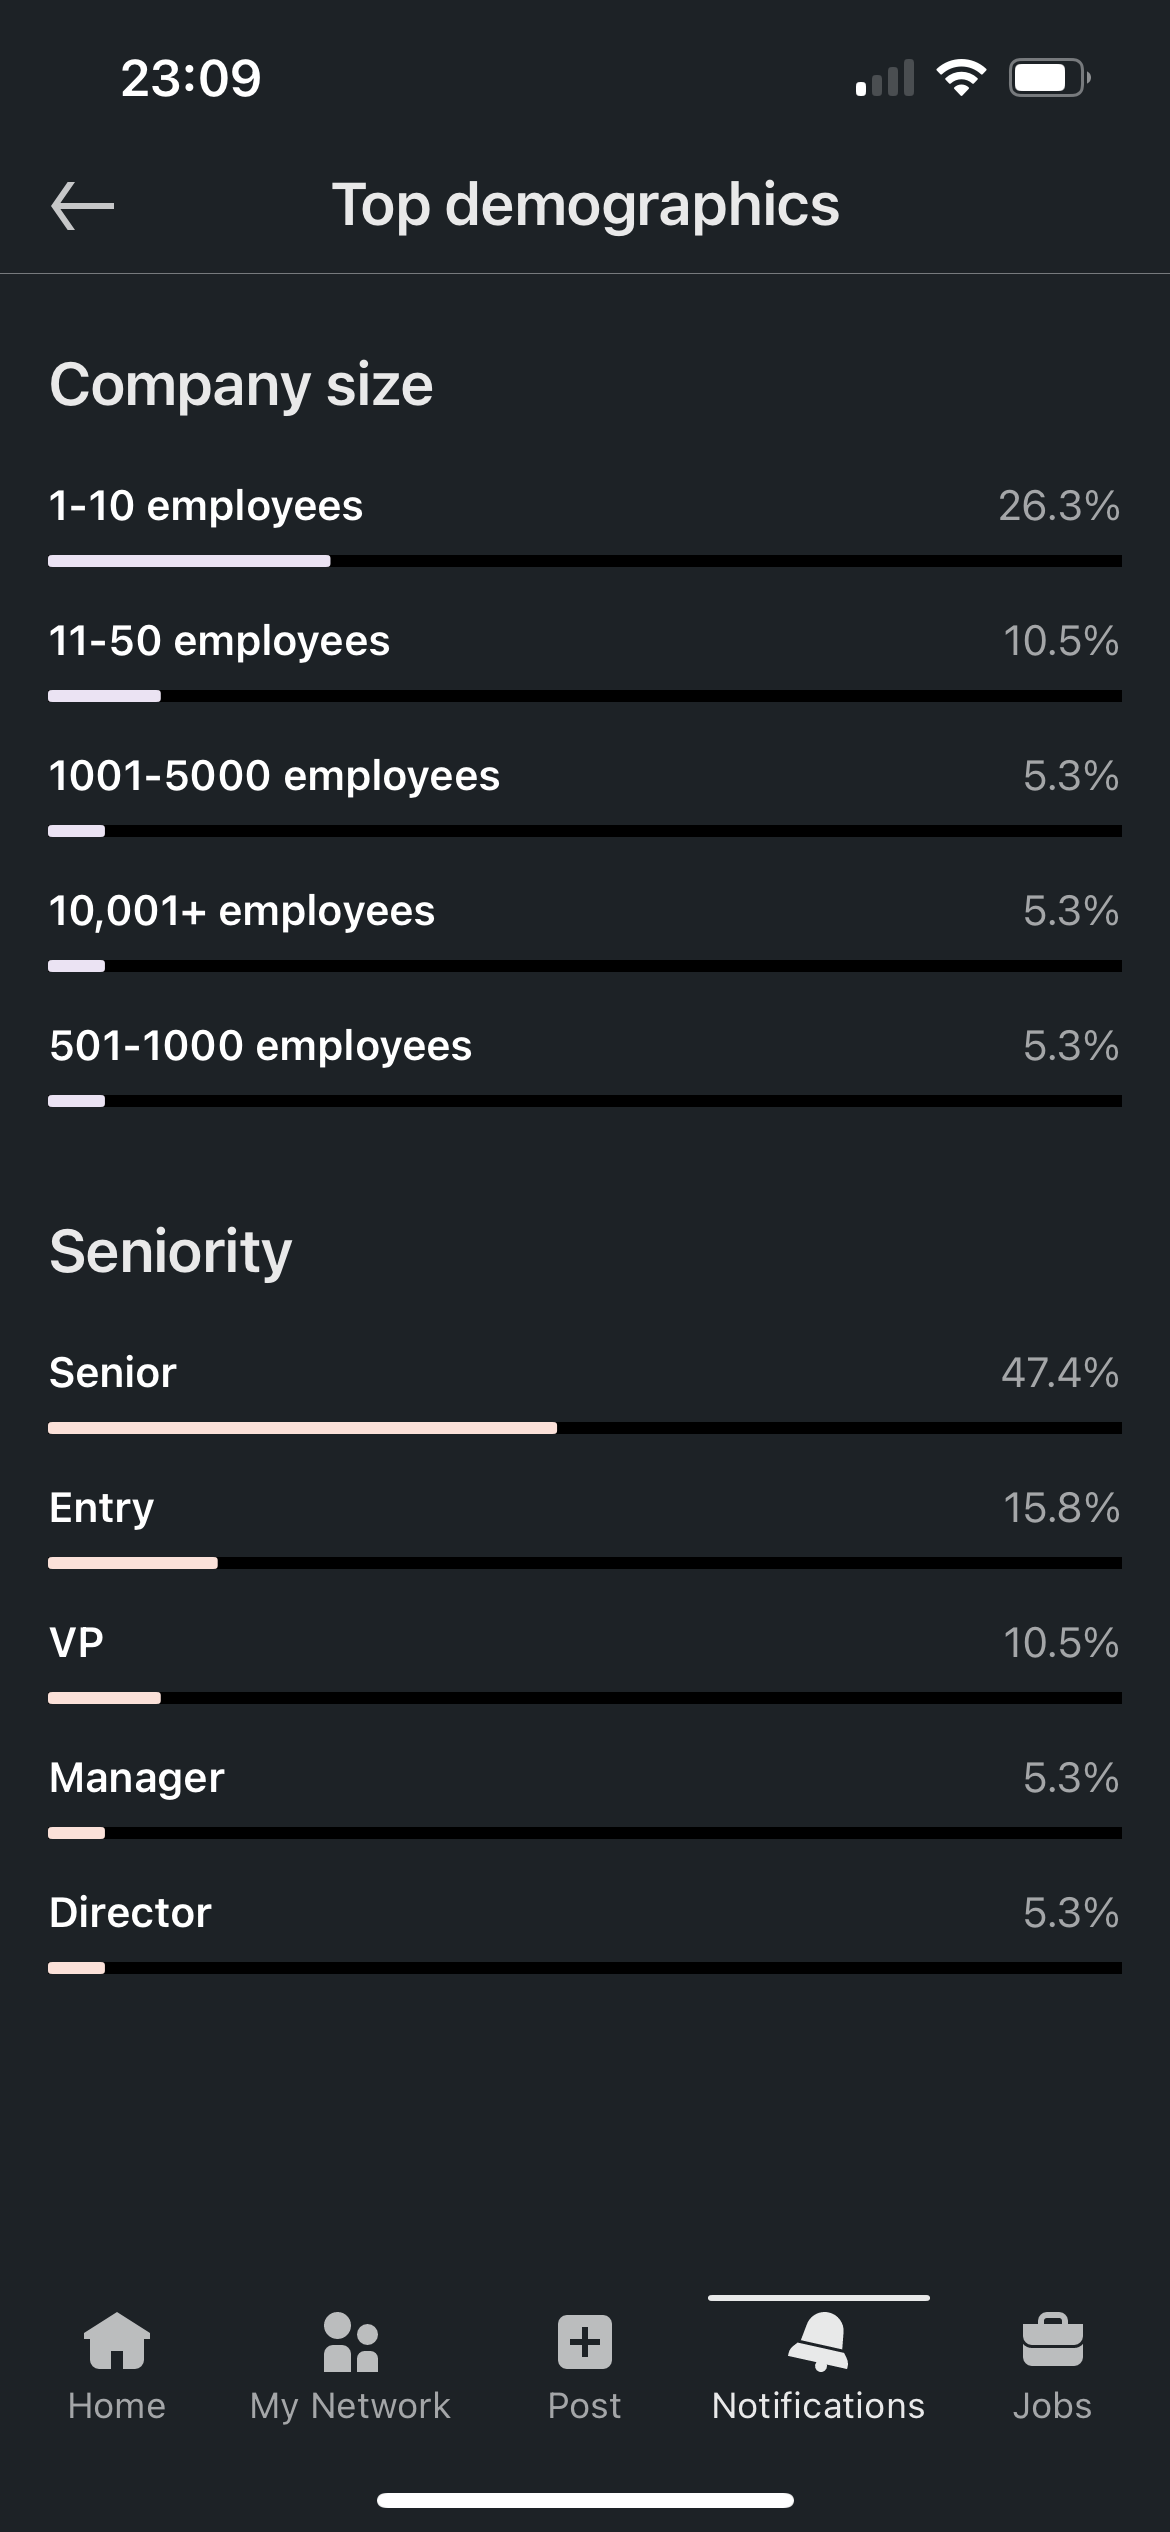 23:09
Top demographics
Company size
1-10 employees 26.3%
11-50 employees 10.5%
1001-5000 employees 5.3%
10,001+ employees 5.3%
501-1000 employees 5.3%
Seniority
Senior 47.4%
Entry 15.8%
VP 10.5%
Manager 5.3%
Director 5.3%
Home My Network Post Notifications Jobs